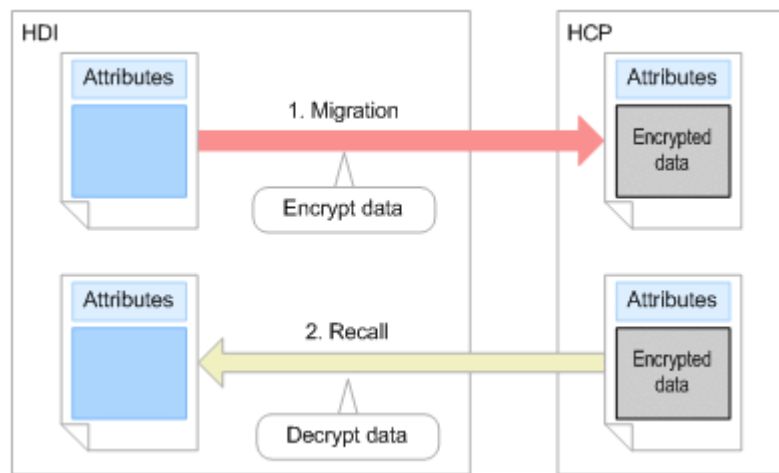 HDI
HCP
Attributes
1. Migration
Attributes
Encrypted
data
Encrypt data
Attributes
2. Recall
Attributes
Encrypted
data
Decrypt data